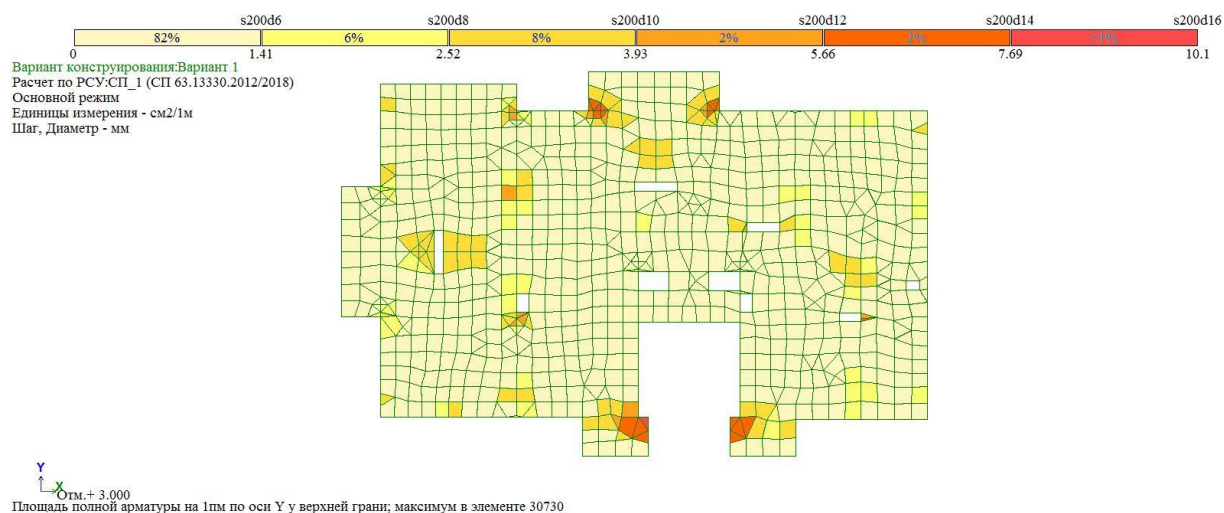 s200d6 s200d8 s200d10 s200d12 s200d14 s200d16
82% 6% 8% 2% 2% <1%
0 1.41 2.52 3.93 5.66 7.69 10.1
Вариант конструирования:Вариант 1
Расчет по РСУ:СП_1 (СП 63.13330.2012/2018)
Основной режим
Единицы измерения - см2/1м
Шаг, Диаметр - мм
Y
X
Отм.+ 3.000
Площадь полной арматуры на 1пм по оси Y у верхней грани; максимум в элементе 30730